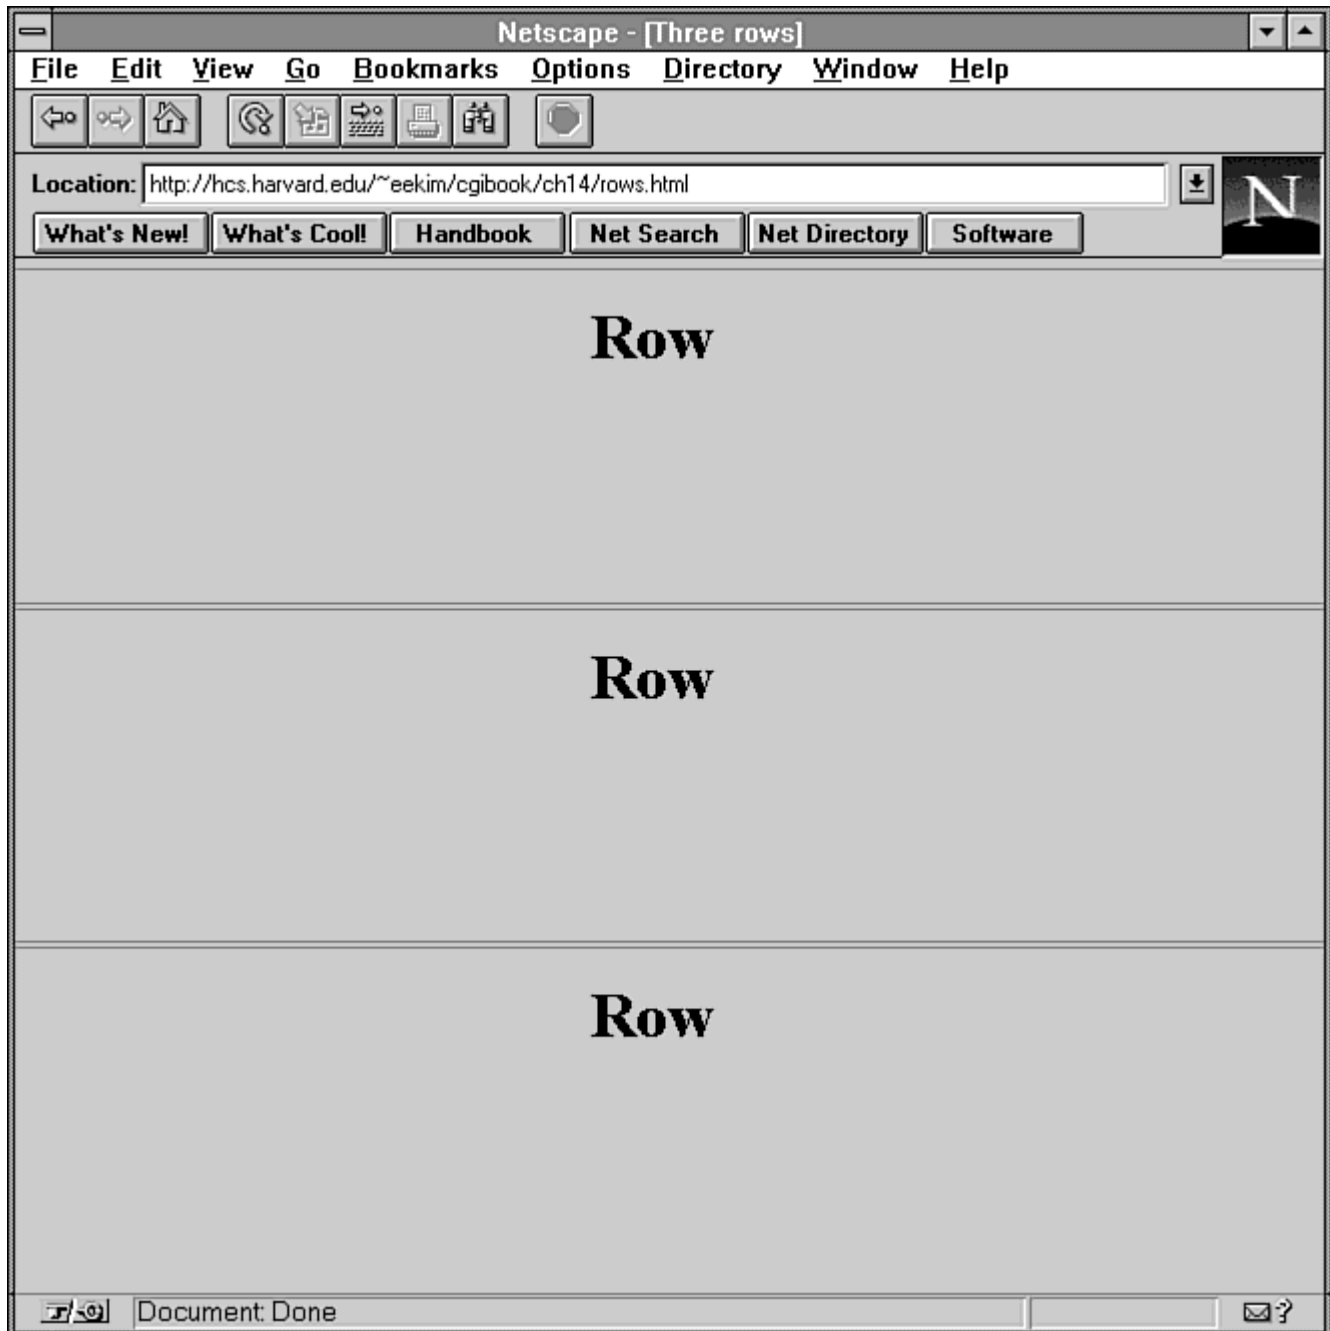 Netscape - [Three rows]
File Edit View Go Bookmarks Options Directory Window Help
Location: http://hcs.harvard.edu/~eekim/cgibook/ch14/rows.html
N
What's New! What's Cool! Handbook Net Search Net Directory Software
Row
Row
Row
Document: Done
?